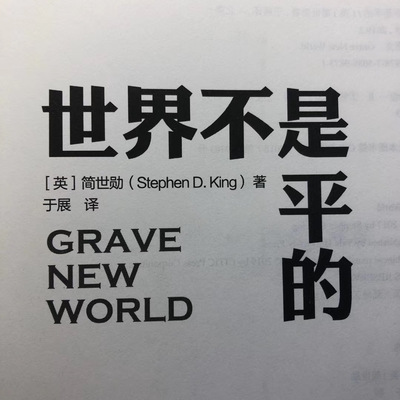 世界不是平的
[英] 简世勋（Stephen D. King）著
于展 译
GRAVE
NEW
WORLD